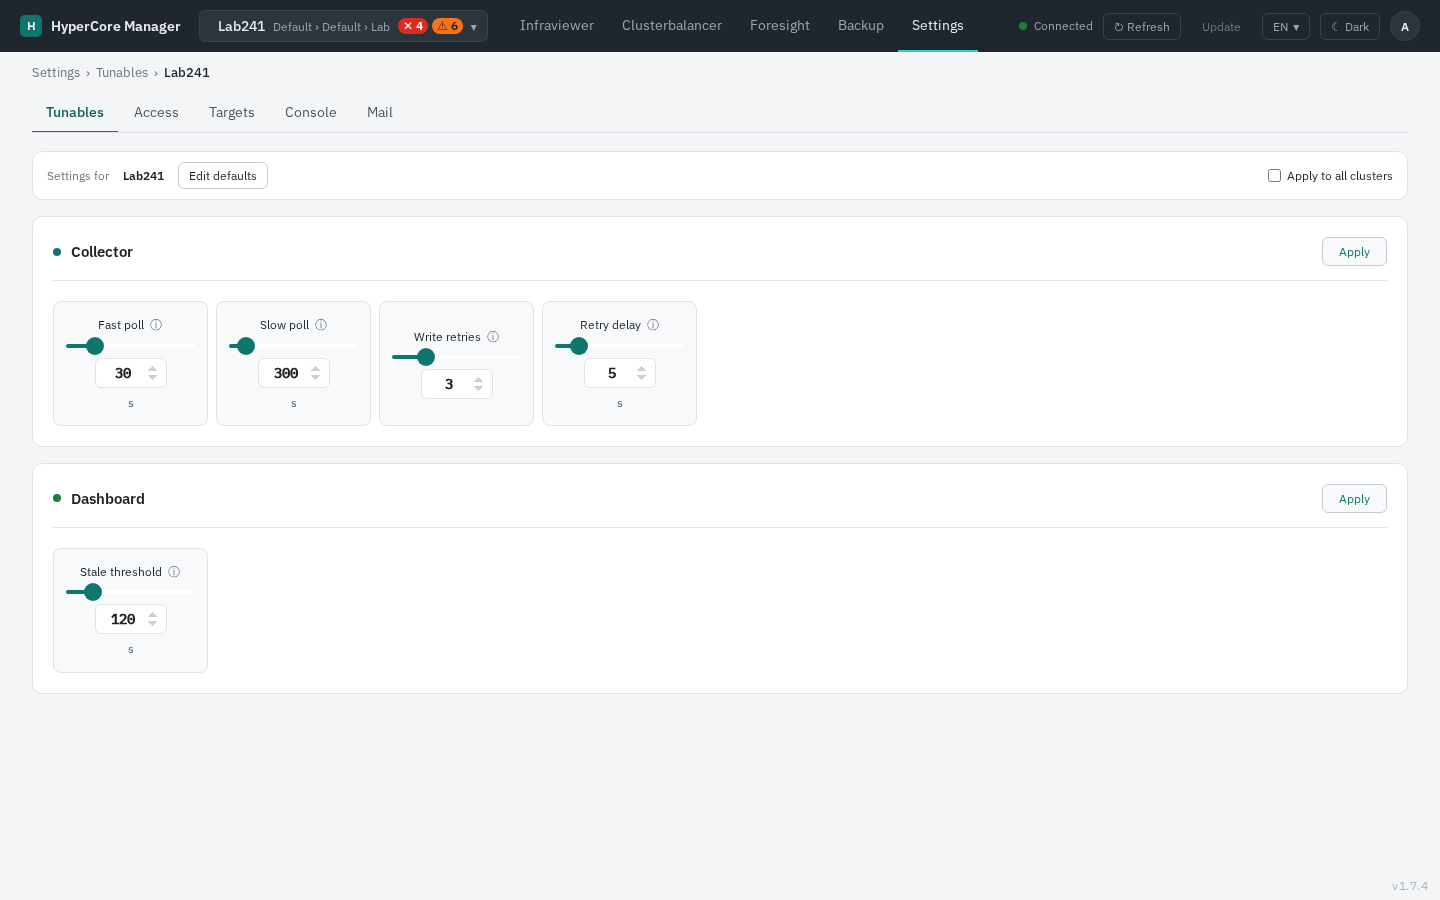 H HyperCore Manager Lab241 Default › Default › Lab ✕ 4 ⚠ 6 ▾ Infraviewer Clusterbalancer Foresight Backup Settings Connected ↻ Refresh Update EN ▾ ☾ Dark A
Settings › Tunables › Lab241
Tunables Access Targets Console Mail
Settings for Lab241 Edit defaults Apply to all clusters
Collector Apply
Fast poll ⓘ
30
s
Slow poll ⓘ
300
s
Write retries ⓘ
3
Retry delay ⓘ
5
s
Dashboard Apply
Stale threshold ⓘ
120
s
v1.7.4